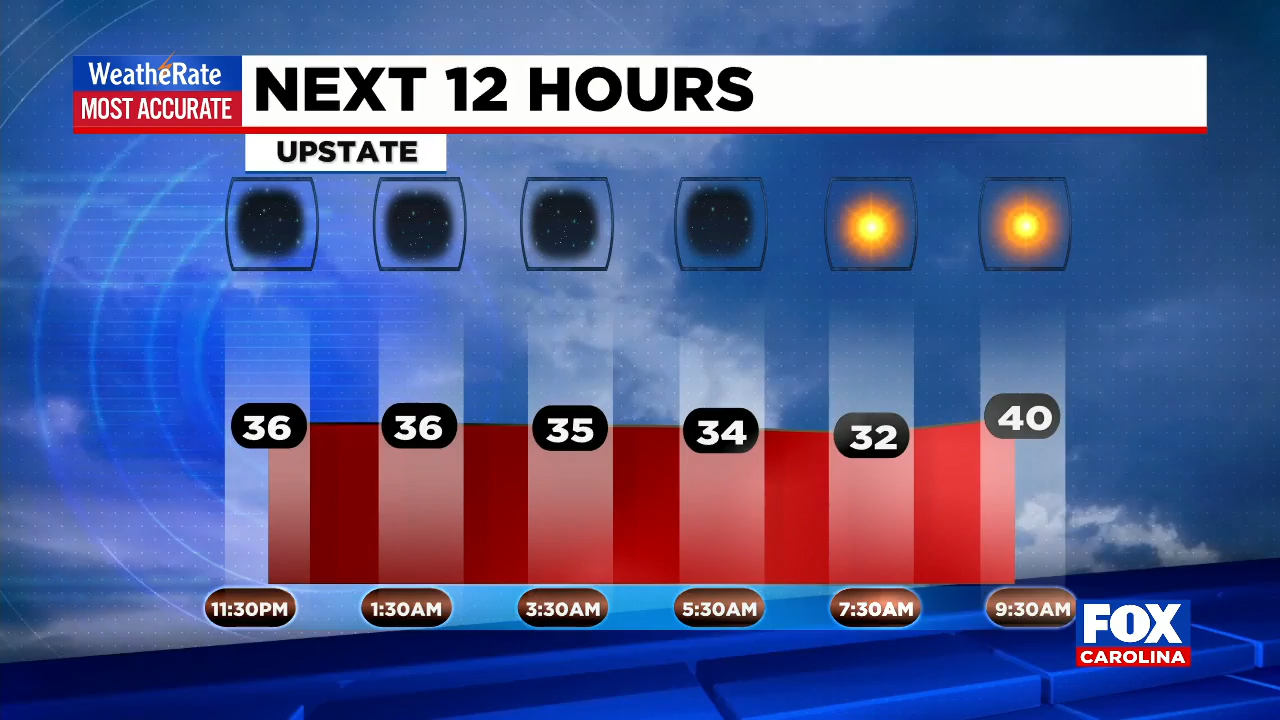 WeatheRate
MOST ACCURATE
NEXT 12 HOURS
UPSTATE
36 36 35 34 32 40
11:30PM 1:30AM 3:30AM 5:30AM 7:30AM 9:30AM
FOX
CAROLINA